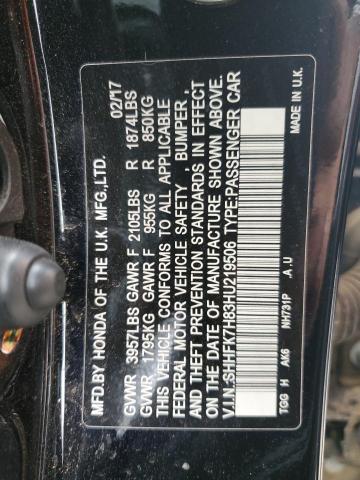 MFD.BY HONDA OF THE U.K. MFG.,LTD. 02/17
GVWR 3957LBS GAWR F 2105LBS R 1874LBS
GVWR 1795KG GAWR F 955KG R 850KG
THIS VEHICLE CONFORMS TO ALL APPLICABLE
FEDERAL MOTOR VEHICLE SAFETY , BUMPER ,
AND THEFT PREVENTION STANDARDS IN EFFECT
ON THE DATE OF MANUFACTURE SHOWN ABOVE.
V.I.N.:SHHFK7H83HU219506 TYPE:PASSENGER CAR
TGG H AK6 NH731P A U MADE IN U.K.